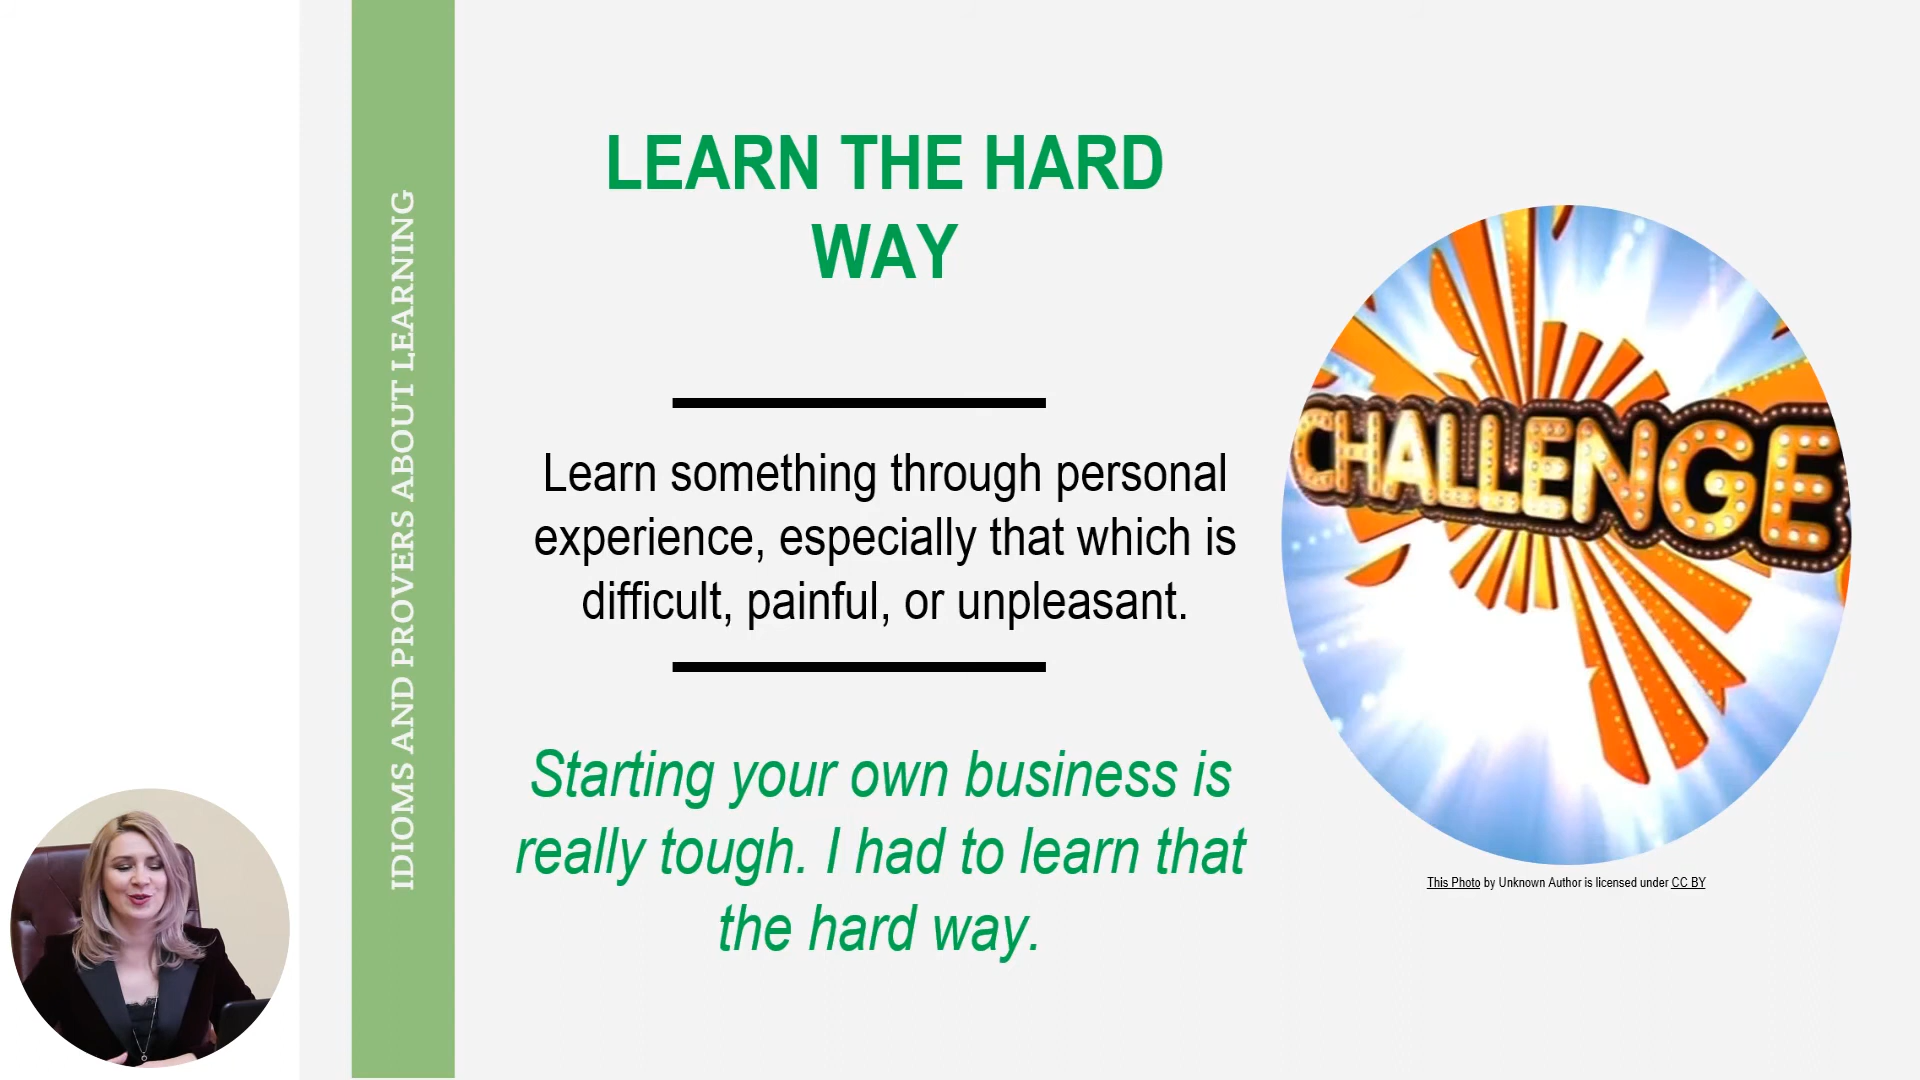 IDIOMS AND PROVERS ABOUT LEARNING
LEARN THE HARD
WAY
Learn something through personal
experience, especially that which is
difficult, painful, or unpleasant.
Starting your own business is
really tough. I had to learn that
the hard way.
CHALLENGE
This Photo by Unknown Author is licensed under CC BY